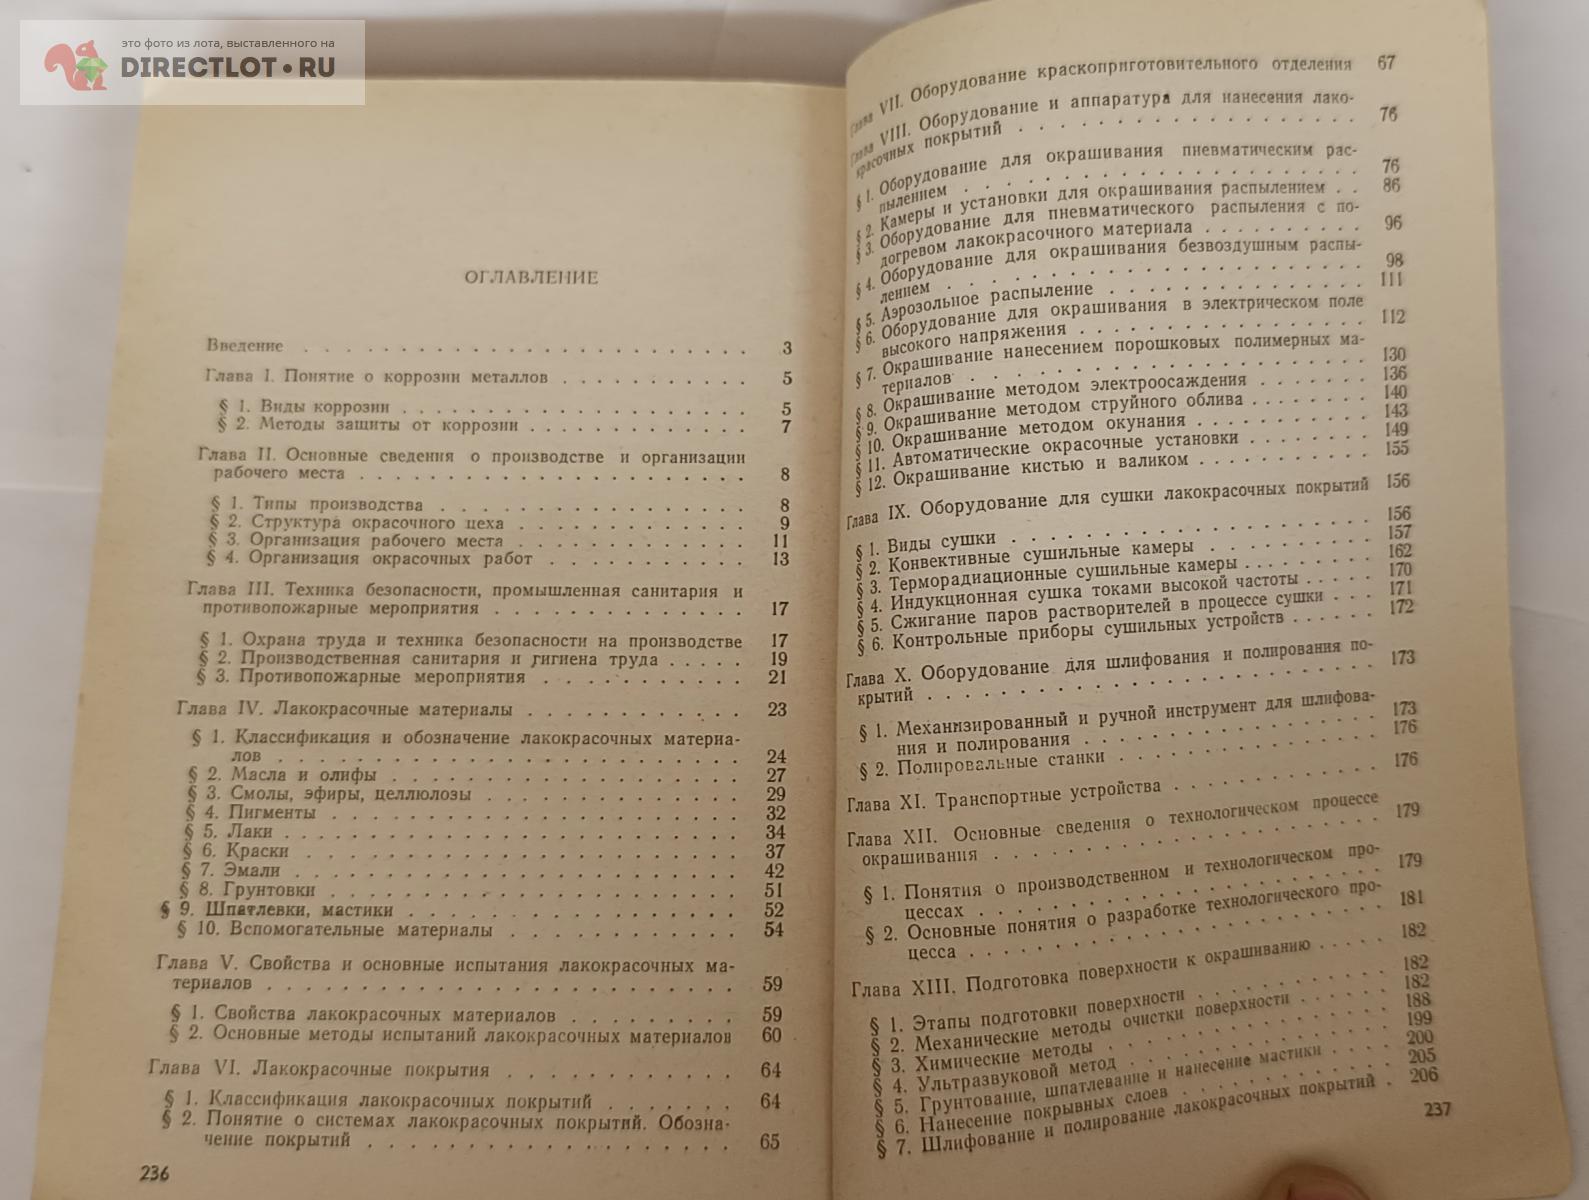 это фото из лота, выставленного на
DIRECTLOT.RU
ОГЛАВЛЕНИЕ
Введение . . . . . . . . . . . . . . . . . . . . . . . 3
Глава I. Понятие о коррозии металлов . . . . . . . . . . 5
§ 1. Виды коррозии . . . . . . . . . . . . . . . . . . 5
§ 2. Методы защиты от коррозии . . . . . . . . . . . . 7
Глава II. Основные сведения о производстве и организации
рабочего места . . . . . . . . . . . . . . . . . . . . 8
§ 1. Типы производства . . . . . . . . . . . . . . . . 8
§ 2. Структура окрасочного цеха . . . . . . . . . . . . 9
§ 3. Организация рабочего места . . . . . . . . . . . . 11
§ 4. Организация окрасочных работ . . . . . . . . . . 13
Глава III. Техника безопасности, промышленная санитария и
противопожарные мероприятия . . . . . . . . . . . . . 17
§ 1. Охрана труда и техника безопасности на производстве 17
§ 2. Производственная санитария и гигиена труда . . . . . 19
§ 3. Противопожарные мероприятия . . . . . . . . . . 21
Глава IV. Лакокрасочные материалы . . . . . . . . . . . . 23
§ 1. Классификация и обозначение лакокрасочных материа-
лов . . . . . . . . . . . . . . . . . . . . . . . 24
§ 2. Масла и олифы . . . . . . . . . . . . . . . . . . 27
§ 3. Смолы, эфиры, целлюлозы . . . . . . . . . . . . . 29
§ 4. Пигменты . . . . . . . . . . . . . . . . . . . . . 32
§ 5. Лаки . . . . . . . . . . . . . . . . . . . . . . . 34
§ 6. Краски . . . . . . . . . . . . . . . . . . . . . . 37
§ 7. Эмали . . . . . . . . . . . . . . . . . . . . . . 42
§ 8. Грунтовки . . . . . . . . . . . . . . . . . . . . 51
§ 9. Шпатлевки, мастики . . . . . . . . . . . . . . . . 52
§ 10. Вспомогательные материалы . . . . . . . . . . . . 54
Глава V. Свойства и основные испытания лакокрасочных ма-
териалов . . . . . . . . . . . . . . . . . . . . . . . 59
§ 1. Свойства лакокрасочных материалов . . . . . . . . 59
§ 2. Основные методы испытаний лакокрасочных материалов 60
Глава VI. Лакокрасочные покрытия . . . . . . . . . . . . 64
§ 1. Классификация лакокрасочных покрытий . . . . . . . 64
§ 2. Понятие о системах лакокрасочных покрытий. Обозна-
чение покрытий . . . . . . . . . . . . . . . . . . 65
236
Глава VII. Оборудование краскоприготовительного отделения 67
Глава VIII. Оборудование и аппаратура для нанесения лако-
красочных покрытий . . . . . . . . . . . . . . . . . . 76
§ 1. Оборудование для окрашивания пневматическим рас-
пылением . . . . . . . . . . . . . . . . . . . . . 76
§ 2. Камеры и установки для окрашивания распылением . . 86
§ 3. Оборудование для пневматического распыления с по-
догревом лакокрасочного материала . . . . . . . . . . 96
§ 4. Оборудование для окрашивания безвоздушным распы-
лением . . . . . . . . . . . . . . . . . . . . . . 98
§ 5. Аэрозольное распыление . . . . . . . . . . . . . . 111
§ 6. Оборудование для окрашивания в электрическом поле
высокого напряжения . . . . . . . . . . . . . . . . 112
§ 7. Окрашивание нанесением порошковых полимерных ма-
териалов . . . . . . . . . . . . . . . . . . . . . 130
§ 8. Окрашивание методом электроосаждения . . . . . . . 136
§ 9. Окрашивание методом струйного облива . . . . . . . . 140
§ 10. Окрашивание методом окунания . . . . . . . . . . 143
§ 11. Автоматические окрасочные установки . . . . . . . . 149
§ 12. Окрашивание кистью и валиком . . . . . . . . . . . 155
Глава IX. Оборудование для сушки лакокрасочных покрытий 156
§ 1. Виды сушки . . . . . . . . . . . . . . . . . . . . 156
§ 2. Конвективные сушильные камеры . . . . . . . . . . 157
§ 3. Терморадиационные сушильные камеры . . . . . . . . 162
§ 4. Индукционная сушка токами высокой частоты . . . . . 170
§ 5. Сжигание паров растворителей в процессе сушки . . . 171
§ 6. Контрольные приборы сушильных устройств . . . . . . 172
Глава X. Оборудование для шлифования и полирования по-
крытий . . . . . . . . . . . . . . . . . . . . . . . . 173
§ 1. Механизированный и ручной инструмент для шлифова-
ния и полирования . . . . . . . . . . . . . . . . . 173
§ 2. Полировальные станки . . . . . . . . . . . . . . . 176
Глава XI. Транспортные устройства . . . . . . . . . . . . 176
Глава XII. Основные сведения о технологическом процессе
окрашивания . . . . . . . . . . . . . . . . . . . . . . 179
§ 1. Понятия о производственном и технологическом про-
цессах . . . . . . . . . . . . . . . . . . . . . . 179
§ 2. Основные понятия о разработке технологического про-
цесса . . . . . . . . . . . . . . . . . . . . . . . 181
Глава XIII. Подготовка поверхности к окрашиванию . . . . . 182
§ 1. Этапы подготовки поверхности . . . . . . . . . . . 182
§ 2. Механические методы очистки поверхности . . . . . . 182
§ 3. Химические методы . . . . . . . . . . . . . . . . . 188
§ 4. Ультразвуковой метод . . . . . . . . . . . . . . . 199
§ 5. Грунтование, шпатлевание и нанесение мастики . . . . 200
§ 6. Нанесение покрывных слоев . . . . . . . . . . . . . 205
§ 7. Шлифование и полирование лакокрасочных покрытий . 206
237